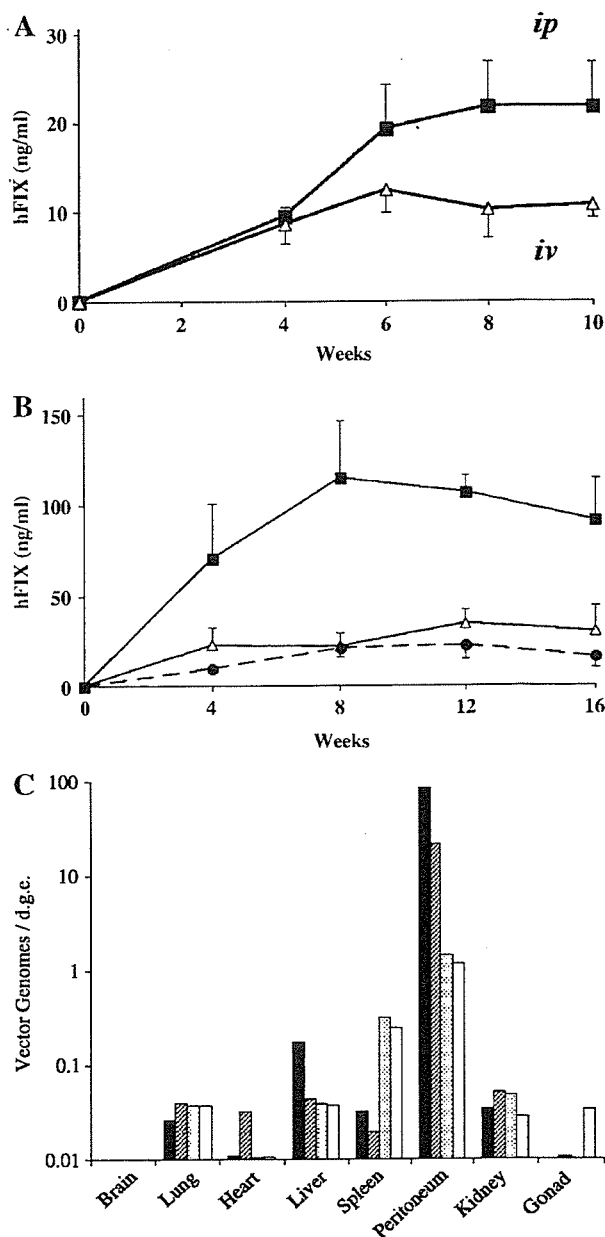 A
ip
30
20
10
0
hFIX (ng/ml)
iv
0 2 4 6 8 10
Weeks
B
150
100
50
0
hFIX (ng/ml)
0 4 8 12 16
Weeks
C
100
10
1
0.1
0.01
Vector Genomes / d.g.e.
Brain Lung Heart Liver Spleen Peritoneum Kidney Gonad